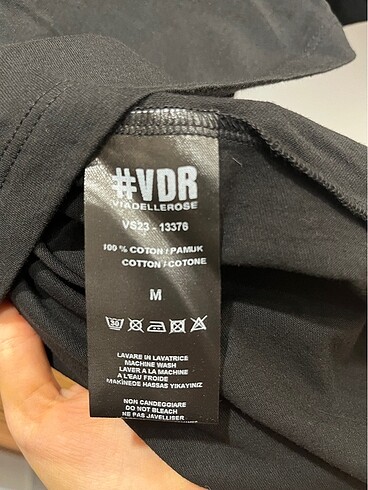 #VDR
VIADELLEROSE
VS23 - 13376
100 % COTON / PAMUK
COTTON / COTONE
M
30
LAVARE IN LAVATRICE
MACHINE WASH
LAVER A LA MACHINE
A L'EAU FROIDE
MAKİNEDE HASSAS YIKAYINIZ
NON CANDEGGIARE
DO NOT BLEACH
NE PAS JAVELLISER